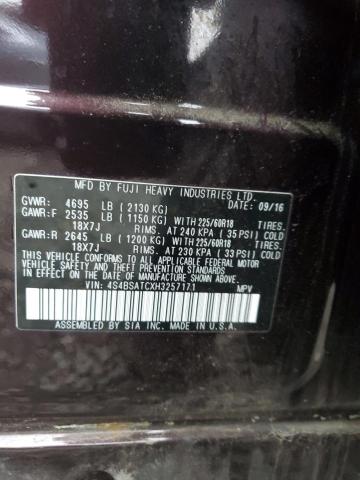 MFD BY FUJI HEAVY INDUSTRIES LTD.
GVWR: 4695 LB (2130 KG) DATE: 09/16
GAWR:F 2535 LB (1150 KG) WITH 225/60R18 TIRES.
18X7J RIMS. AT 240 KPA (35 PSI) COLD
GAWR:R 2645 LB (1200 KG) WITH 225/60R18 TIRES.
18X7J RIMS. AT 230 KPA (33 PSI) COLD
THIS VEHICLE CONFORMS TO ALL APPLICABLE FEDERAL MOTOR
VEHICLE SAFETY AND THEFT PREVENTION STANDARDS IN EFFECT
ON THE DATE OF MANUFACTURE SHOWN ABOVE.
VIN: 4S4BSATCXH3257171 MPV
ASSEMBLED BY SIA INC. MADE IN U.S.A.